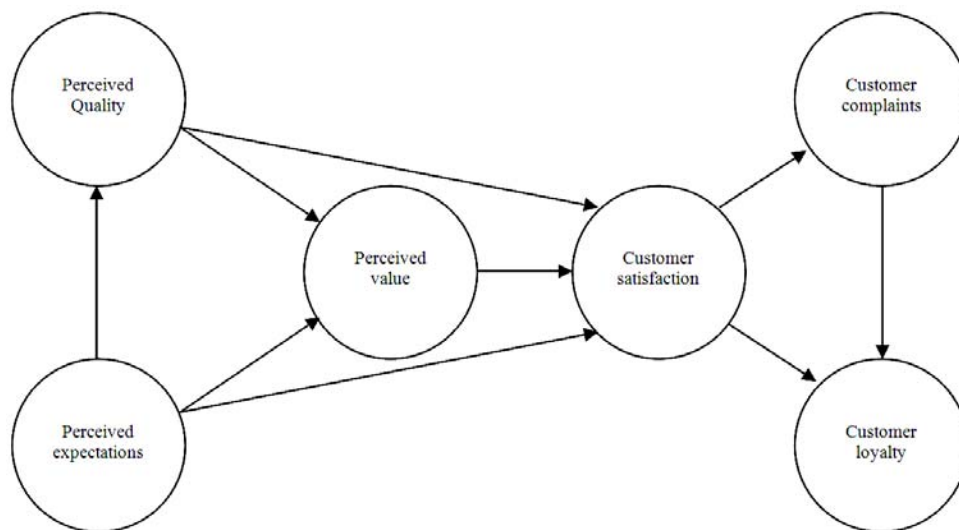 Perceived
Quality
Customer
complaints
Perceived
value
Customer
satisfaction
Perceived
expectations
Customer
loyalty